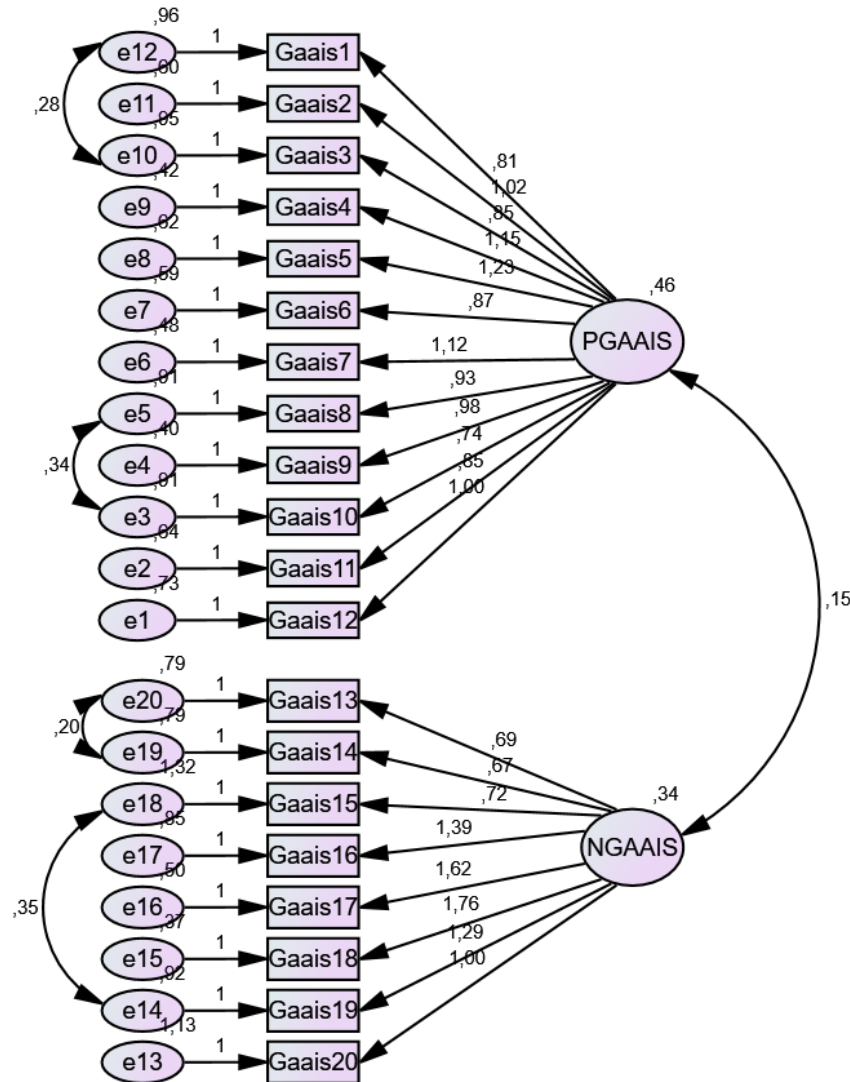 ,96
e12 1 Gaais1
,60
e11 1 Gaais2
,28
,95
e10 1 Gaais3
,42
e9 1 Gaais4
,62
e8 1 Gaais5
,59
e7 1 Gaais6
,48
e6 1 Gaais7
,91
e5 1 Gaais8
,40
e4 1 Gaais9
,34
,91
e3 1 Gaais10
,64
e2 1 Gaais11
,73
e1 1 Gaais12
,81
1,02
,85
1,15
1,23
,87
1,12
,93
,98
,74
,85
1,00
,46
PGAAIS
,15
,79
e20 1 Gaais13
,20
,79
e19 1 Gaais14
1,32
e18 1 Gaais15
,85
e17 1 Gaais16
,50
e16 1 Gaais17
,35
,37
e15 1 Gaais18
,92
e14 1 Gaais19
1,13
e13 1 Gaais20
,69
,67
,72
1,39
1,62
1,76
1,29
1,00
,34
NGAAIS